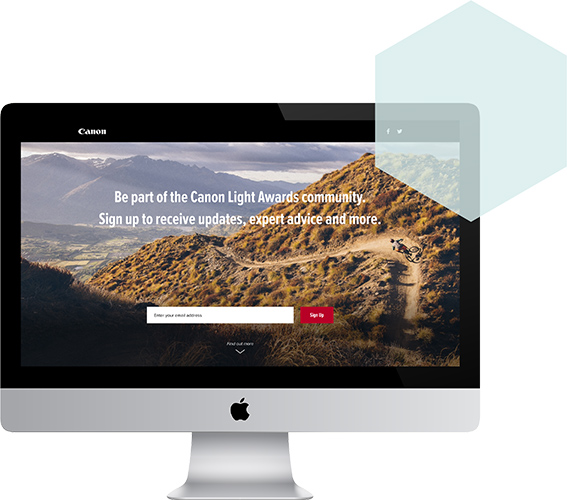 Canon
Be part of the Canon Light Awards community.
Sign up to receive updates, expert advice and more.
Enter your email address
Sign Up
Find out more